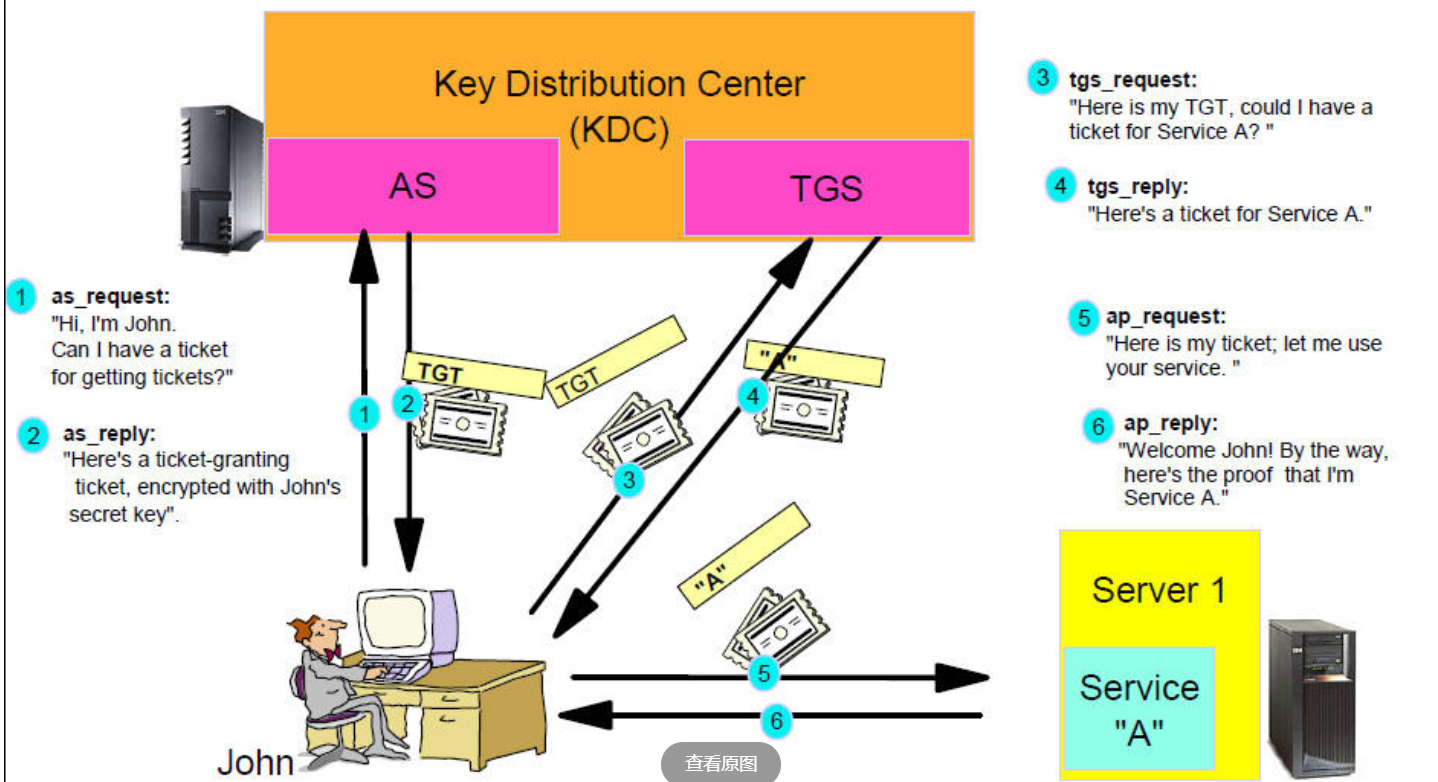 Key Distribution Center
(KDC)
AS
TGS
1
as_request:
"Hi, I'm John.
Can I have a ticket
for getting tickets?"
2
as_reply:
"Here's a ticket-granting
ticket, encrypted with John's
secret key".
3
tgs_request:
"Here is my TGT, could I have a
ticket for Service A? "
4
tgs_reply:
"Here's a ticket for Service A."
5
ap_request:
"Here is my ticket; let me use
your service. "
6
ap_reply:
"Welcome John! By the way,
here's the proof that I'm
Service A."
TGT
TGT
"A"
1
2
4
3
"A"
5
6
John
Server 1
Service
"A"
查看原图